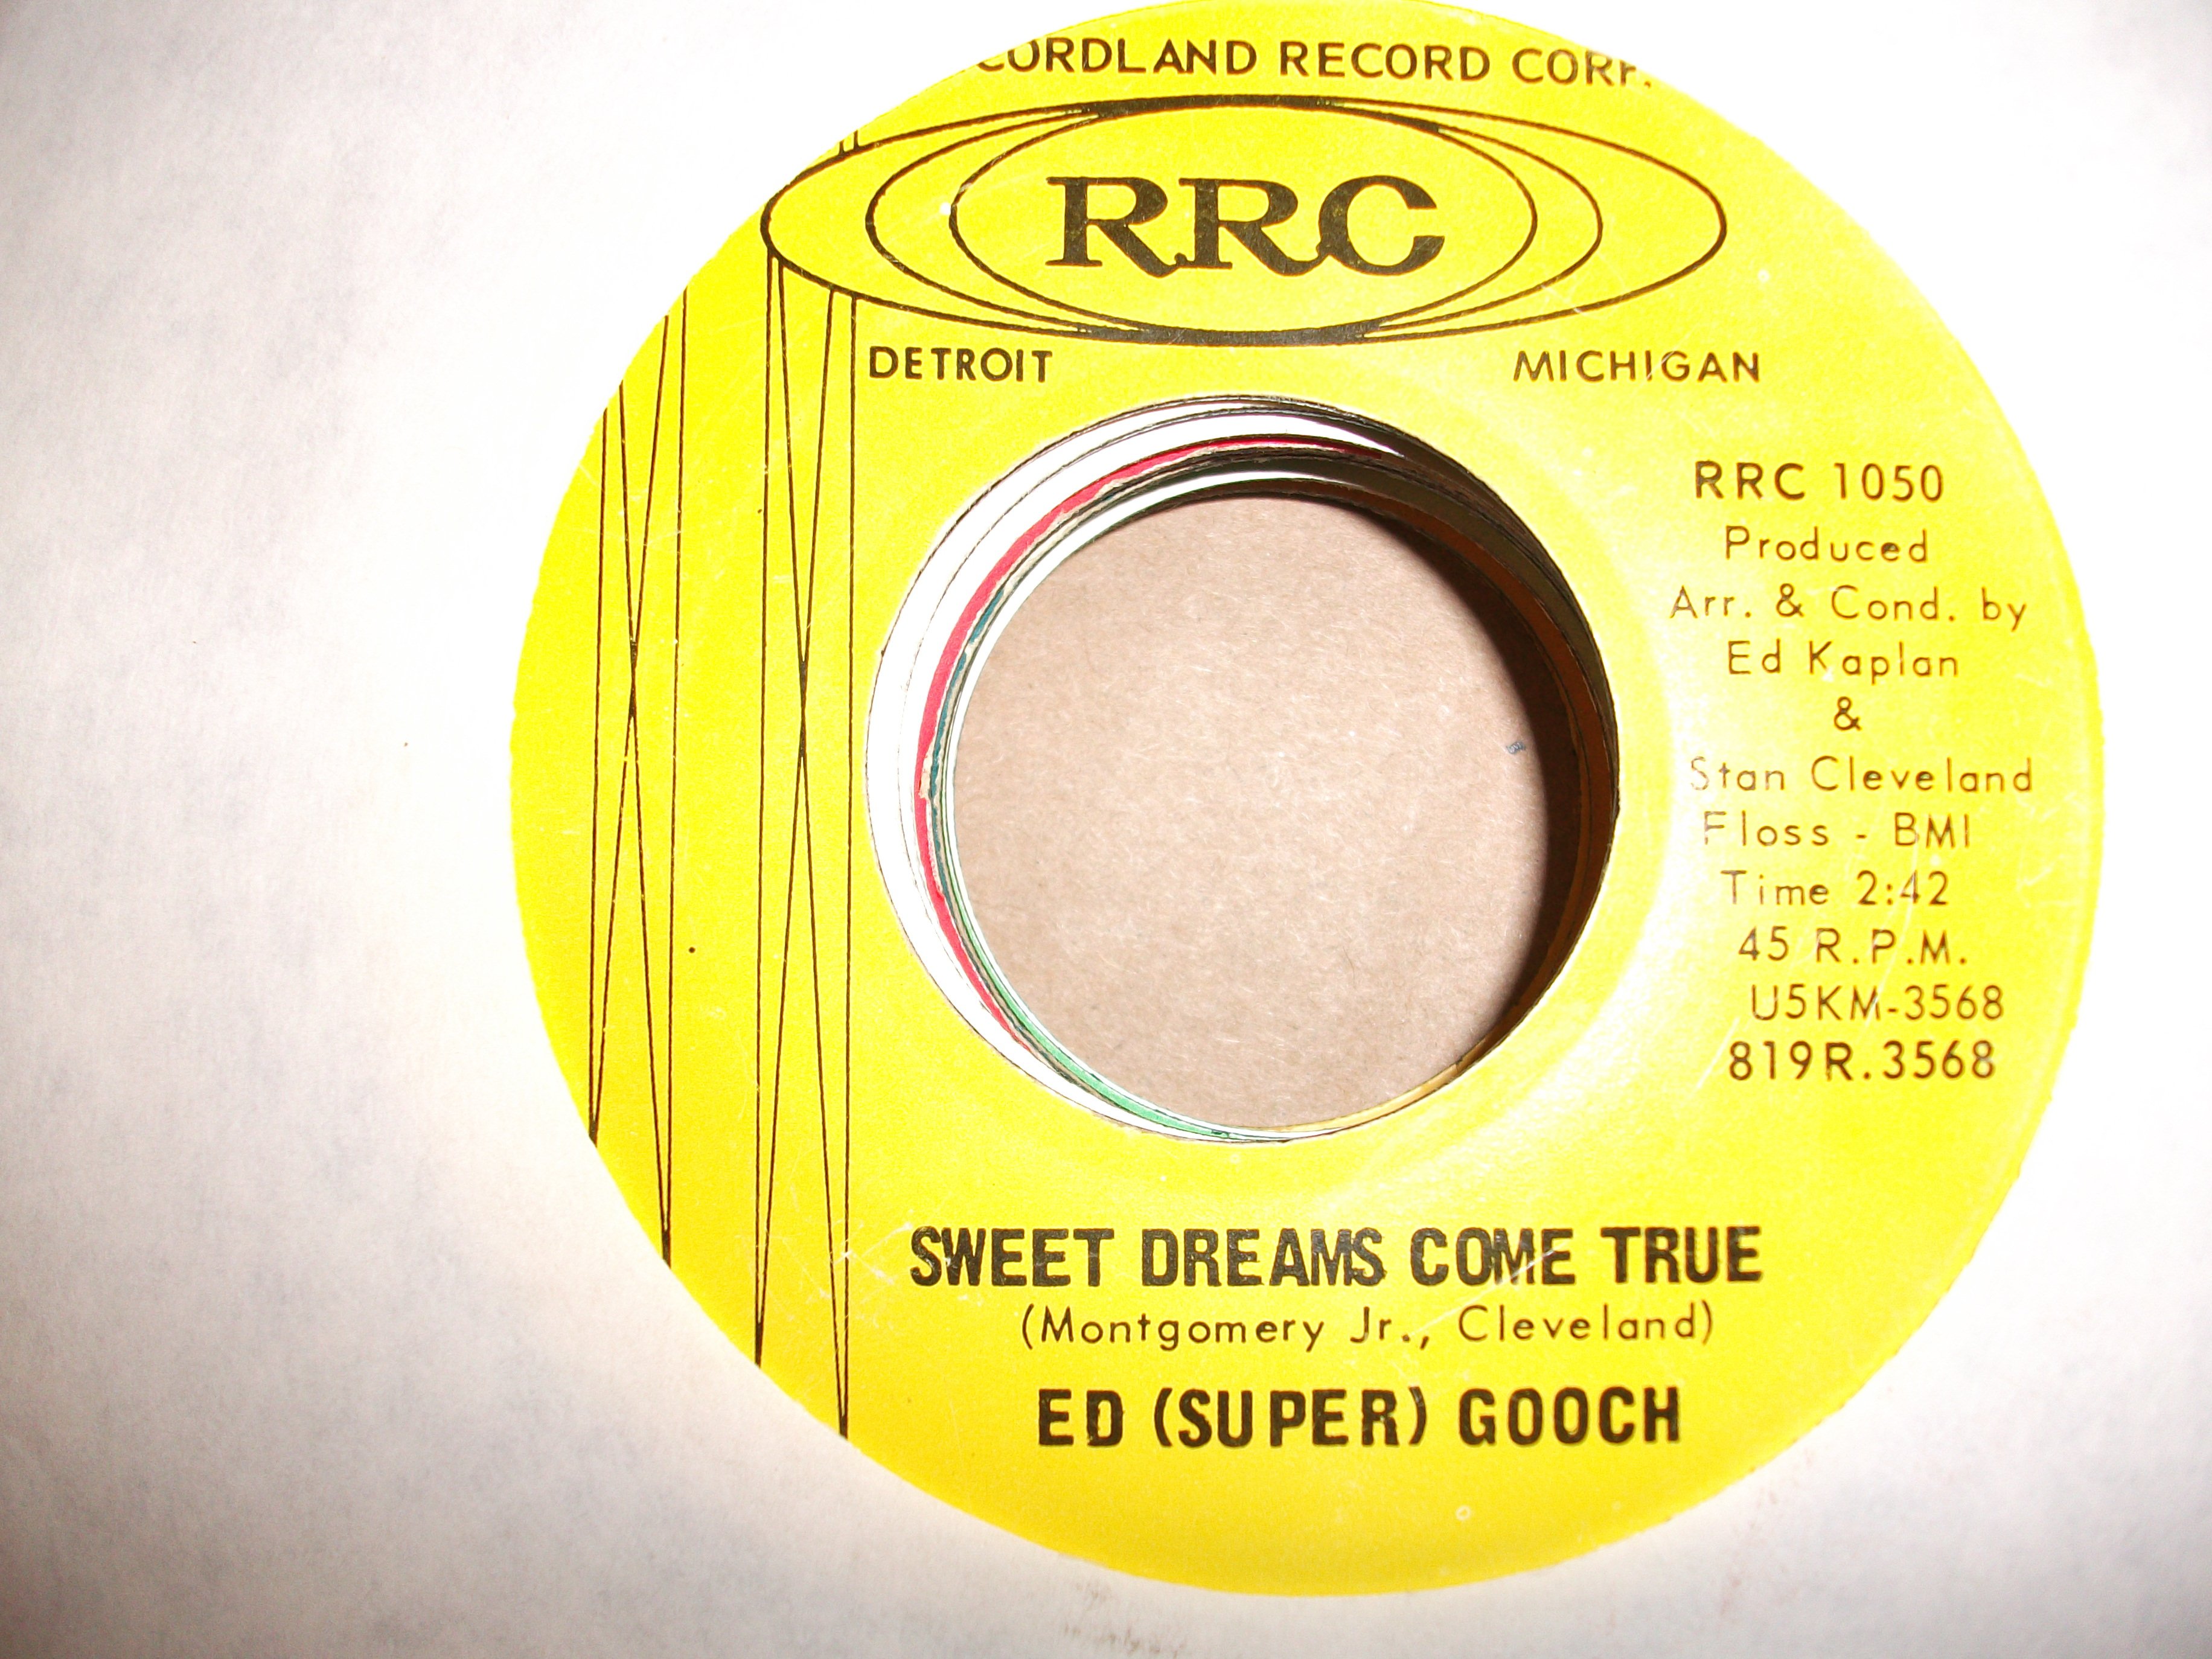 CORDLAND RECORD CORP.
RRC
DETROIT MICHIGAN
RRC 1050
Produced
Arr. & Cond. by
Ed Kaplan
&
Stan Cleveland
Floss - BMI
Time 2:42
45 R.P.M.
U5KM-3568
819R.3568
SWEET DREAMS COME TRUE
(Montgomery Jr., Cleveland)
ED (SUPER) GOOCH